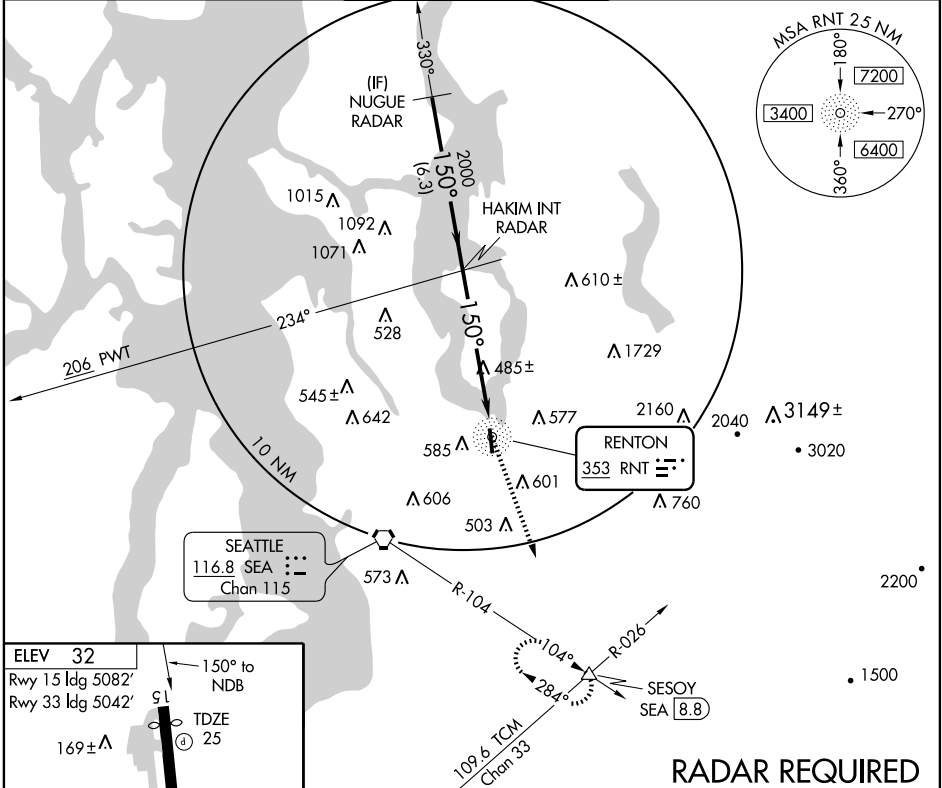 MSA RNT 25 NM
180°
7200
3400
270°
6400
360°
330°
(IF)
NUGUE
RADAR
2000
150°
(6.3)
HAKIM INT
RADAR
1015
1092
1071
610 ±
234°
528
150°
206 PWT
1729
485±
545±
642
577
2160
2040
3149±
585
RENTON
353 RNT
3020
10 NM
601
606
760
503
SEATTLE
116.8 SEA
Chan 115
573
2200
R-104
104°
R-026
284°
SESOY
SEA 8.8
1500
109.6 TCM
Chan 33
ELEV 32
Rwy 15 ldg 5082'
Rwy 33 ldg 5042'
150° to
NDB
15
TDZE
25
169±
RADAR REQUIRED